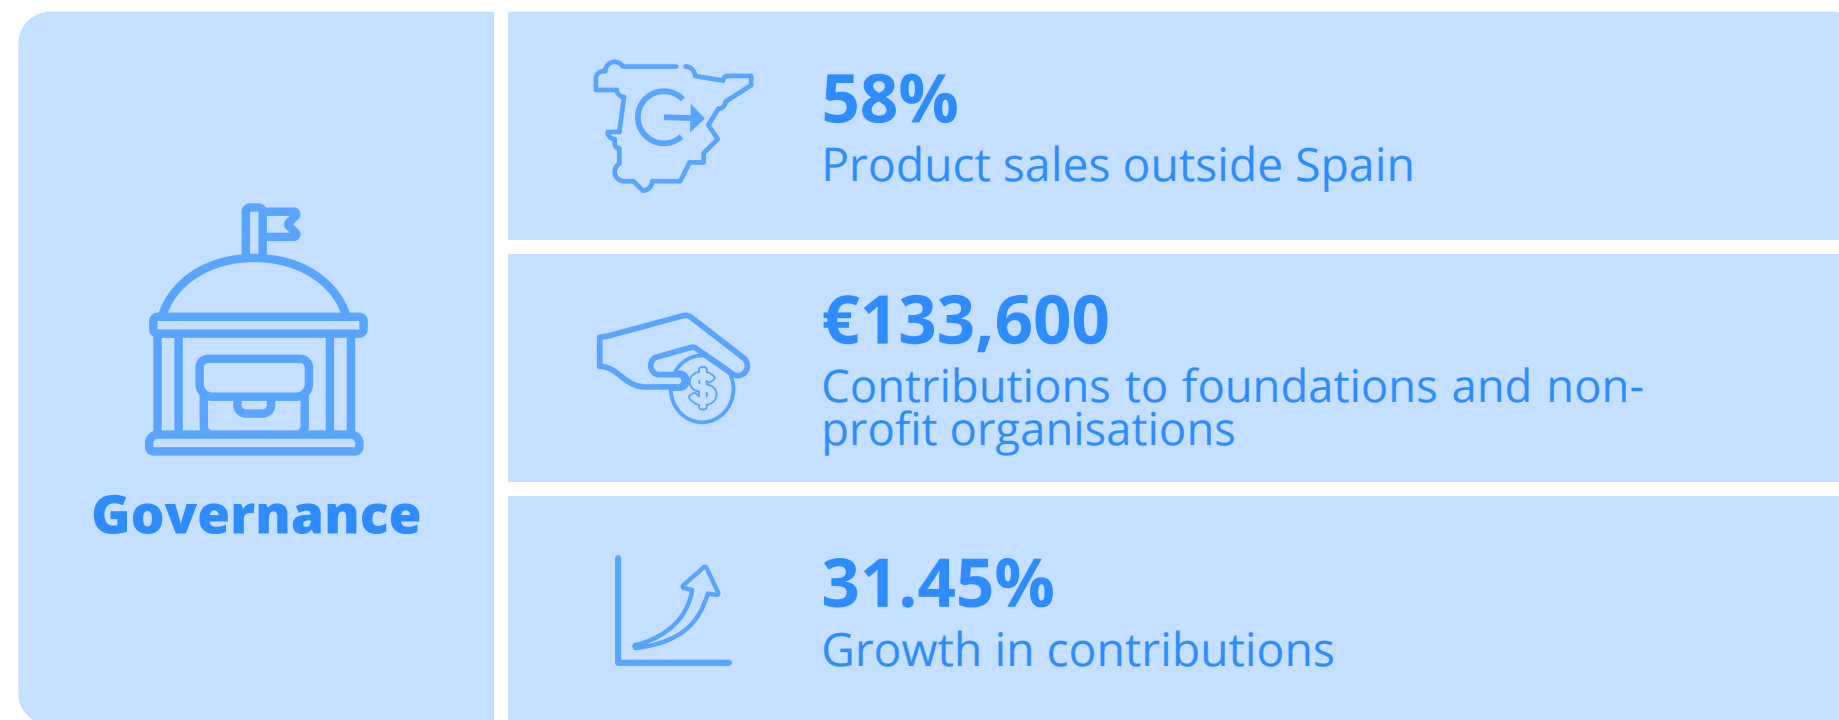 Governance
58%
Product sales outside Spain
€133,600
Contributions to foundations and non-
profit organisations
31.45%
Growth in contributions